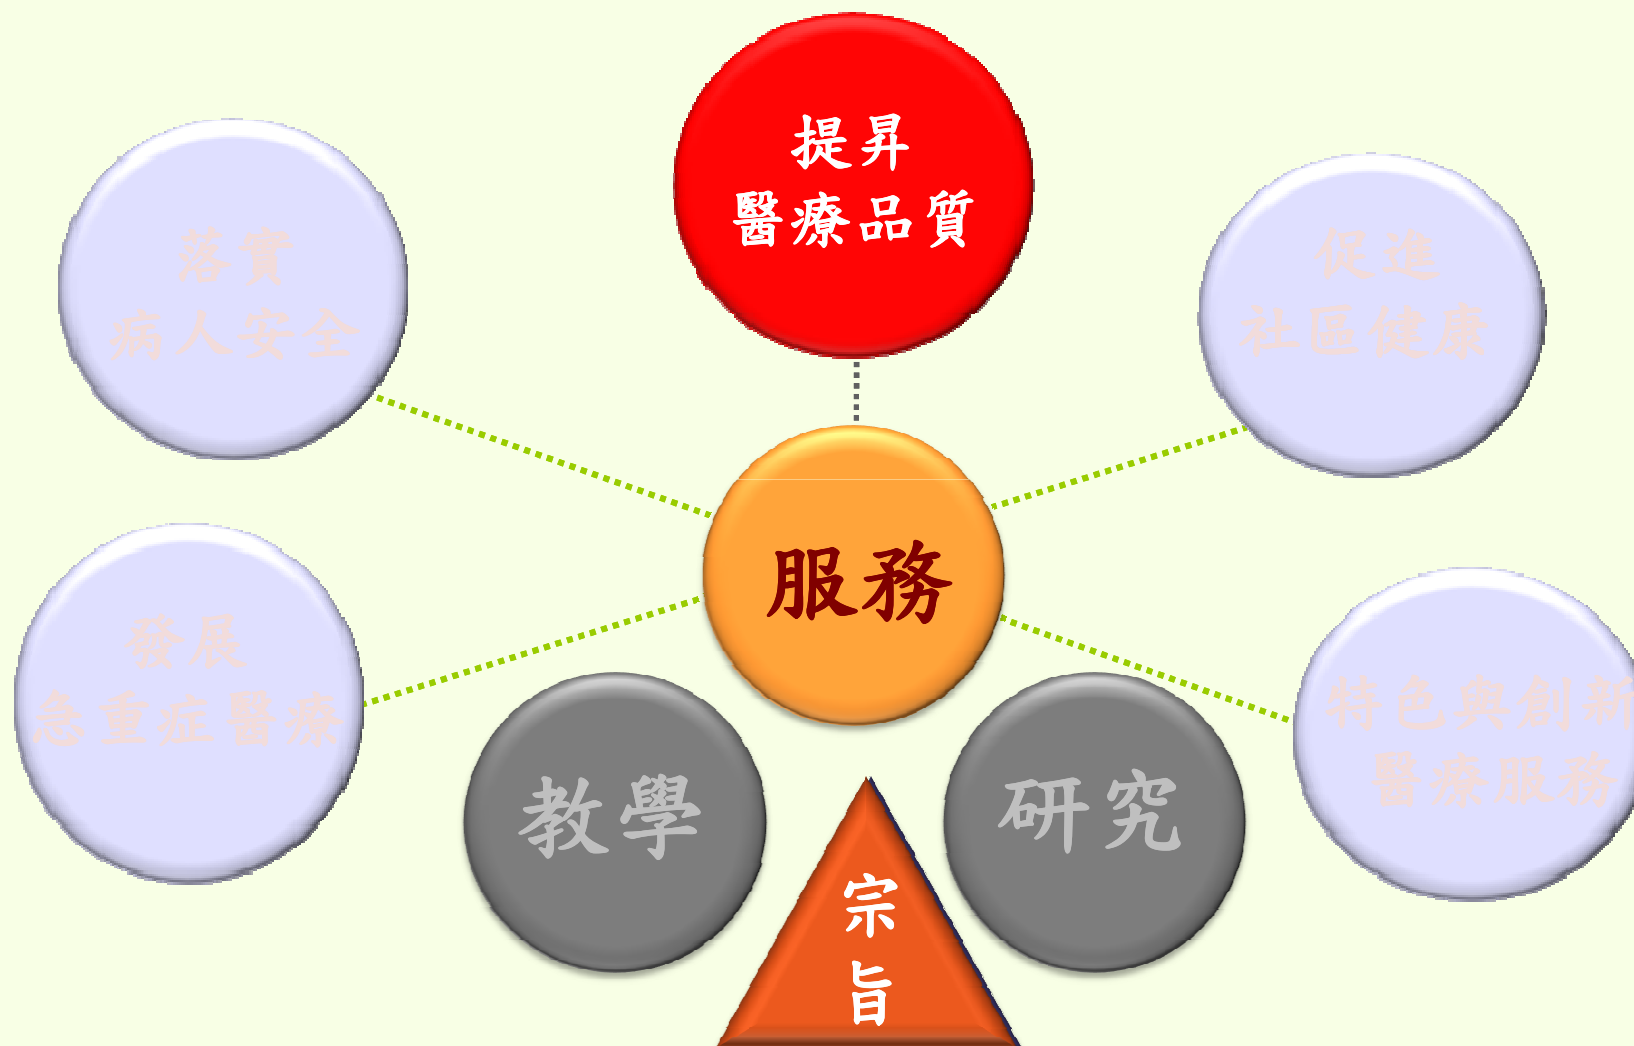 提昇
醫療品質
落實
病人安全
促進
社區健康
服務
發展
急重症醫療
特色與創新
醫療服務
教學
研究
宗
旨